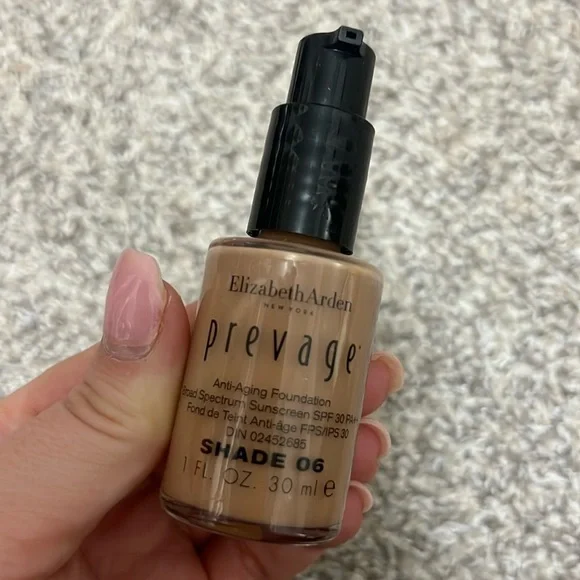 ElizabethArden
NEW YORK
prevage
Anti-Aging Foundation
Broad Spectrum Sunscreen SPF 30 PA++
Fond de Teint Anti-âge FPS/IPS 30
DIN 02452685
SHADE 06
1 FL. OZ. 30 ml e